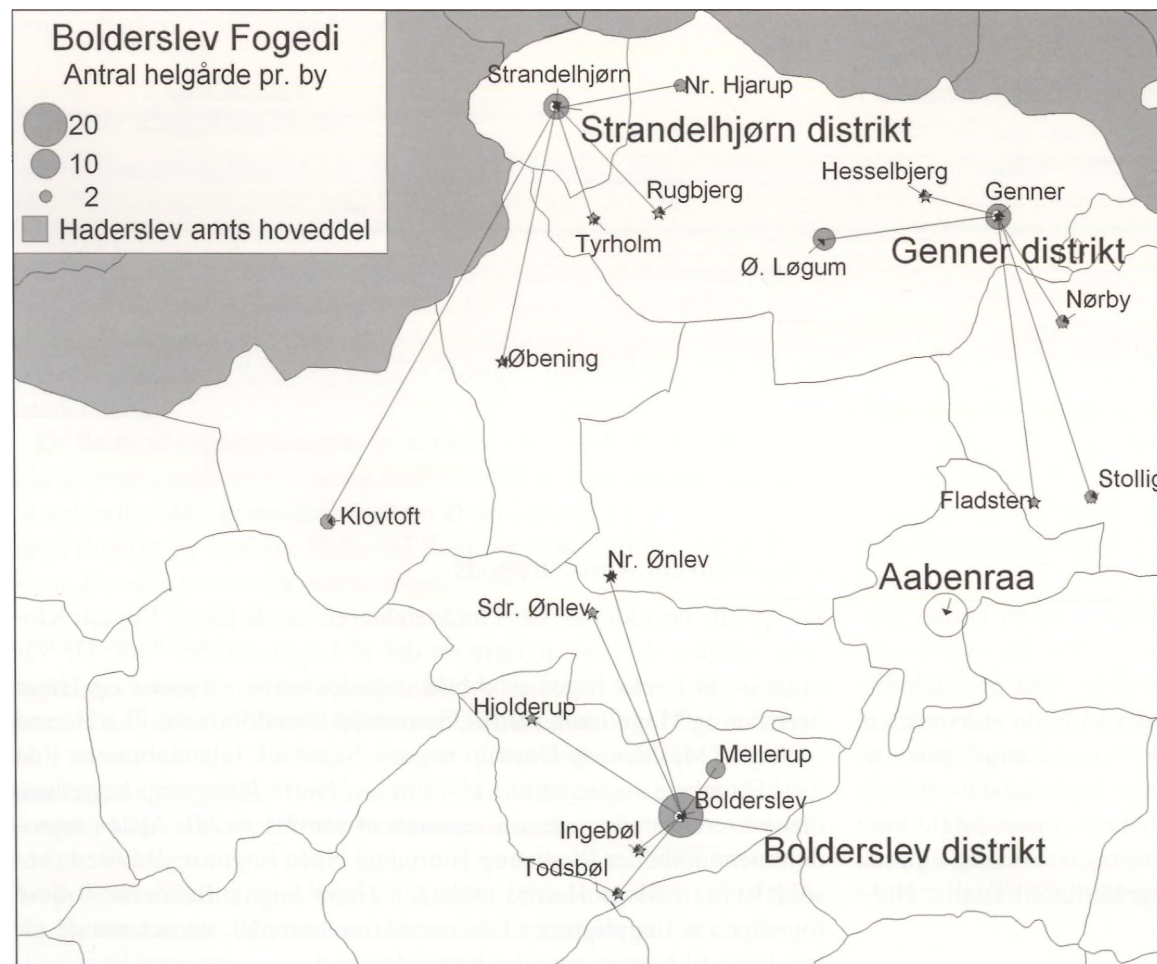 Bolderslev Fogedi
Antral helgårde pr. by
20
10
2
Haderslev amts hoveddel
Strandelhjørn
Nr. Hjarup
Strandelhjørn distrikt
Hesselbjerg
Genner
Rugbjerg
Tyrholm
Ø. Løgum
Genner distrikt
Nørby
Øbening
Klovtoft
Fladsten
Stollig
Nr. Ønlev
Aabenraa
Sdr. Ønlev
Hjolderup
Mellerup
Bolderslev
Ingebøl
Bolderslev distrikt
Todsbøl